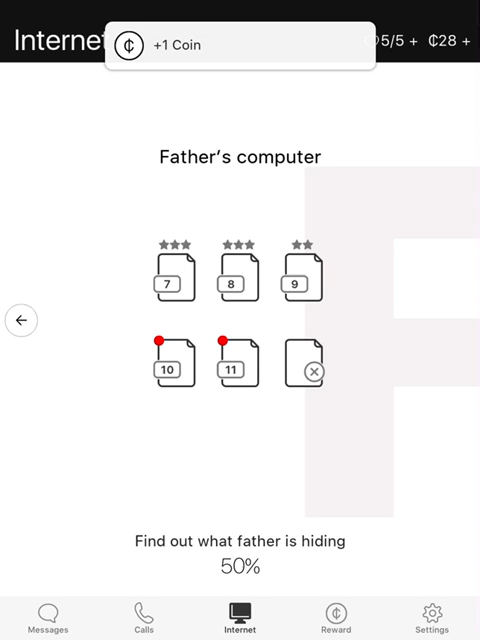 Internet
₵ +1 Coin
5/5 + ₵28 +
Father's computer
7
8
9
10
11
Find out what father is hiding
50%
Messages
Calls
Internet
Reward
Settings